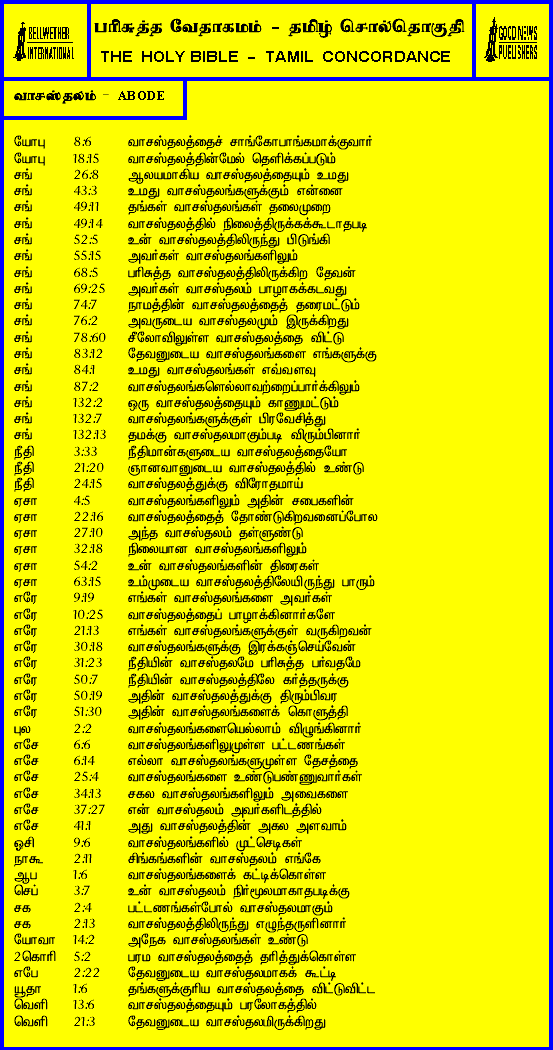 BELLWETHER INTERNATIONAL
பரிசுத்த வேதாகமம் - தமிழ் சொல்தொகுதி
THE HOLY BIBLE - TAMIL CONCORDANCE
GOOD NEWS PUBLISHERS
வாசஸ்தலம் - ABODE
யோபு 8:6 வாசஸ்தலத்தைச் சாங்கோபாங்கமாக்குவார்
யோபு 18:15 வாசஸ்தலத்தின்மேல் தெளிக்கப்படும்
சங் 26:8 ஆலயமாகிய வாசஸ்தலத்தையும் உமது
சங் 43:3 உமது வாசஸ்தலங்களுக்கும் என்னை
சங் 49:11 தங்கள் வாசஸ்தலங்கள் தலைமுறை
சங் 49:14 வாசஸ்தலத்தில் நிலைத்திருக்கக்கூடாதபடி
சங் 52:5 உன் வாசஸ்தலத்திலிருந்து பிடுங்கி
சங் 55:15 அவர்கள் வாசஸ்தலங்களிலும்
சங் 68:5 பரிசுத்த வாசஸ்தலத்திலிருக்கிற தேவன்
சங் 69:25 அவர்கள் வாசஸ்தலம் பாழாகக்கடவது
சங் 74:7 நாமத்தின் வாசஸ்தலத்தைத் தரைமட்டும்
சங் 76:2 அவருடைய வாசஸ்தலமும் இருக்கிறது
சங் 78:60 சீலோவிலுள்ள வாசஸ்தலத்தை விட்டு
சங் 83:12 தேவனுடைய வாசஸ்தலங்களை எங்களுக்கு
சங் 84:1 உமது வாசஸ்தலங்கள் எவ்வளவு
சங் 87:2 வாசஸ்தலங்களெல்லாவற்றைப்பார்க்கிலும்
சங் 132:2 ஒரு வாசஸ்தலத்தையும் காணுமட்டும்
சங் 132:7 வாசஸ்தலங்களுக்குள் பிரவேசித்து
சங் 132:13 தமக்கு வாசஸ்தலமாகும்படி விரும்பினார்
நீதி 3:33 நீதிமான்களுடைய வாசஸ்தலத்தையோ
நீதி 21:20 ஞானவானுடைய வாசஸ்தலத்தில் உண்டு
நீதி 24:15 வாசஸ்தலத்துக்கு விரோதமாய்
ஏசா 4:5 வாசஸ்தலங்களிலும் அதின் சபைகளின்
ஏசா 22:16 வாசஸ்தலத்தைத் தோண்டுகிறவனைப்போல
ஏசா 27:10 அந்த வாசஸ்தலம் தள்ளுண்டு
ஏசா 32:18 நிலையான வாசஸ்தலங்களிலும்
ஏசா 54:2 உன் வாசஸ்தலங்களின் திரைகள்
ஏசா 63:15 உம்முடைய வாசஸ்தலத்திலேயிருந்து பாரும்
எரே 9:19 எங்கள் வாசஸ்தலங்களை அவர்கள்
எரே 10:25 வாசஸ்தலத்தைப் பாழாக்கினார்களே
எரே 21:13 எங்கள் வாசஸ்தலங்களுக்குள் வருகிறவன்
எரே 30:18 வாசஸ்தலங்களுக்கு இரக்கஞ்செய்வேன்
எரே 31:23 நீதியின் வாசஸ்தலமே பரிசுத்த பர்வதமே
எரே 50:7 நீதியின் வாசஸ்தலத்திலே கர்த்தருக்கு
எரே 50:19 அதின் வாசஸ்தலத்துக்கு திரும்பிவர
எரே 51:30 அதின் வாசஸ்தலங்களைக் கொளுத்தி
புல 2:2 வாசஸ்தலங்களையெல்லாம் விழுங்கினார்
எசே 6:6 வாசஸ்தலங்களிலுமுள்ள பட்டணங்கள்
எசே 6:14 எல்லா வாசஸ்தலங்களுமுள்ள தேசத்தை
எசே 25:4 வாசஸ்தலங்களை உண்டுபண்ணுவார்கள்
எசே 34:13 சகல வாசஸ்தலங்களிலும் அவைகளை
எசே 37:27 என் வாசஸ்தலம் அவர்களிடத்தில்
எசே 41:1 அது வாசஸ்தலத்தின் அகல அளவாம்
ஓசி 9:6 வாசஸ்தலங்களில் முட்செடிகள்
நாகூ 2:11 சிங்கங்களின் வாசஸ்தலம் எங்கே
ஆப 1:6 வாசஸ்தலங்களைக் கட்டிக்கொள்ள
செப் 3:7 உன் வாசஸ்தலம் நிர்மூலமாகாதபடிக்கு
சக 2:4 பட்டணங்கள்போல் வாசஸ்தலமாகும்
சக 2:13 வாசஸ்தலத்திலிருந்து எழுந்தருளினார்
யோவா 14:2 அநேக வாசஸ்தலங்கள் உண்டு
2கொரி 5:2 பரம வாசஸ்தலத்தைத் தரித்துக்கொள்ள
எபே 2:22 தேவனுடைய வாசஸ்தலமாகக் கூட்டி
யூதா 1:6 தங்களுக்குரிய வாசஸ்தலத்தை விட்டுவிட்ட
வெளி 13:6 வாசஸ்தலத்தையும் பரலோகத்தில்
வெளி 21:3 தேவனுடைய வாசஸ்தலமிருக்கிறது